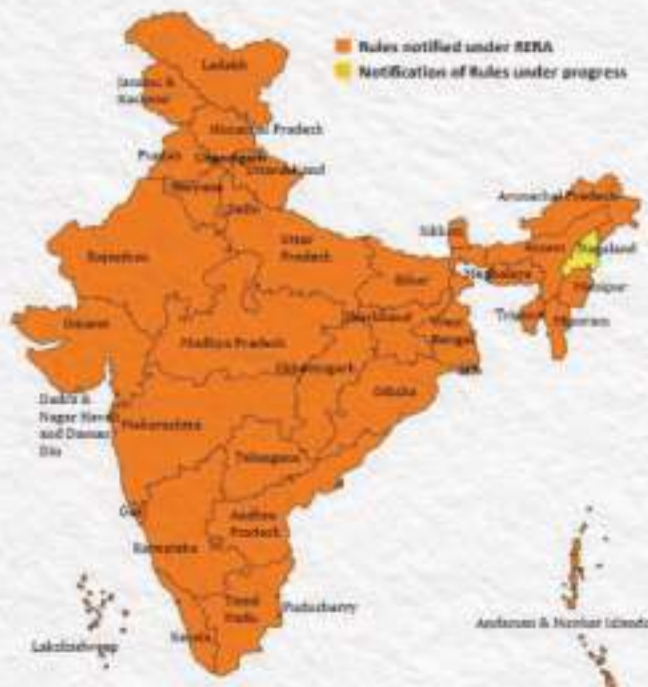 Rules notified under RERA
Notification of Rules under progress
Ladakh
Jammu &
Kashmir
Himachal Pradesh
Punjab
Chandigarh
Uttarakhand
Haryana
Delhi
Arunachal Pradesh
Sikkim
Assam
Nagaland
Rajasthan
Uttar
Pradesh
Bihar
Meghalaya
Manipur
Tripura
Mizoram
Gujarat
Madhya Pradesh
Jharkhand
West
Bengal
Chhattisgarh
Odisha
Dadra &
Nagar Haveli
and Daman
Diu
Maharashtra
Telangana
Goa
Karnataka
Andhra
Pradesh
Tamil
Nadu
Puducherry
Kerala
Lakshadweep
Andaman & Nicobar Islands